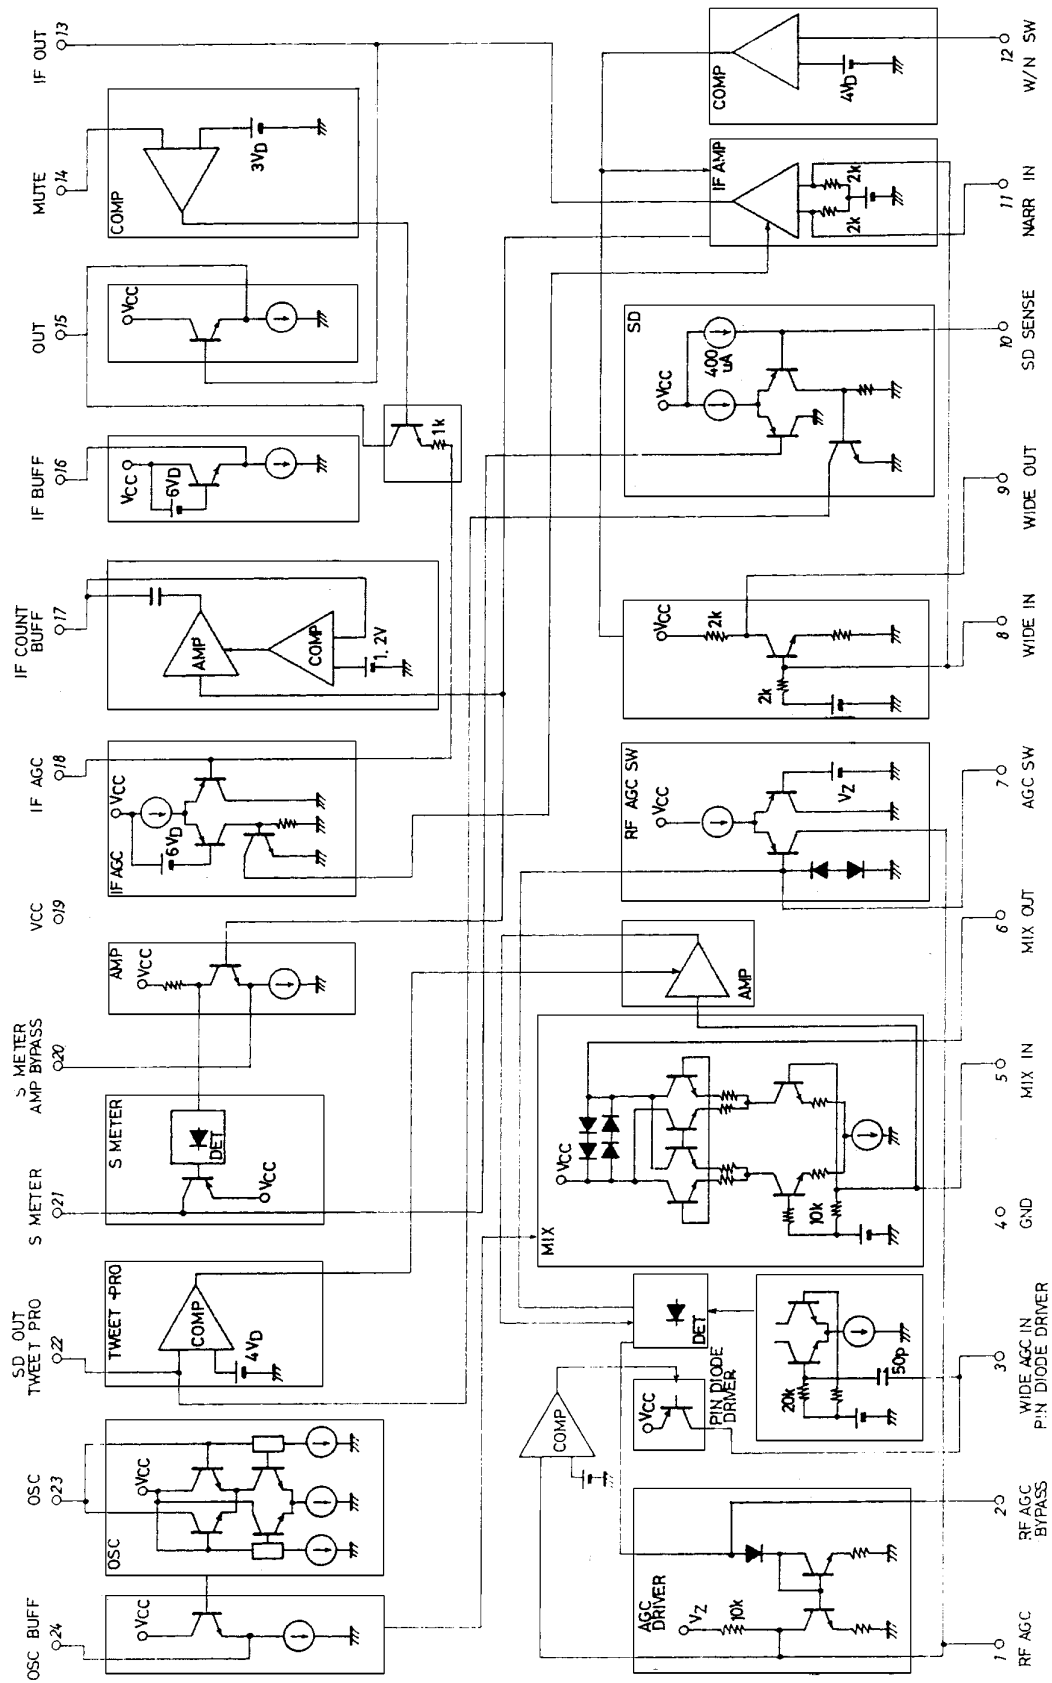 IF OUT
13
MUTE
14
COMP
3VD
OUT
15
VCC
IF BUFF
16
VCC
6VD
1k
IF COUNT
BUFF
17
AMP
COMP
1.2V
IF AGC
18
IF AGC
VCC
6VD
VCC
19
AMP
VCC
S METER
AMP BYPASS
20
S METER
DET
VCC
S METER
21
SD OUT
TWEET PRO
22
TWEET-PRO
COMP
4VD
OSC
23
OSC
VCC
OSC BUFF
24
VCC
COMP
4VD
12
W/N SW
IF AMP
2k
2k
11
NARR IN
SD
VCC
400
uA
10
SD SENSE
9
WIDE OUT
VCC
2k
2k
8
WIDE IN
RF AGC SW
VCC
VZ
7
AGC SW
6
MIX OUT
AMP
MIX
VCC
10k
5
MIX IN
4
GND
DET
PIN DIODE
DRIVER
VCC
COMP
20k
50p
3
WIDE AGC IN
PIN DIODE DRIVER
AGC
DRIVER
VZ
10k
2
RF AGC
BYPASS
1
RF AGC